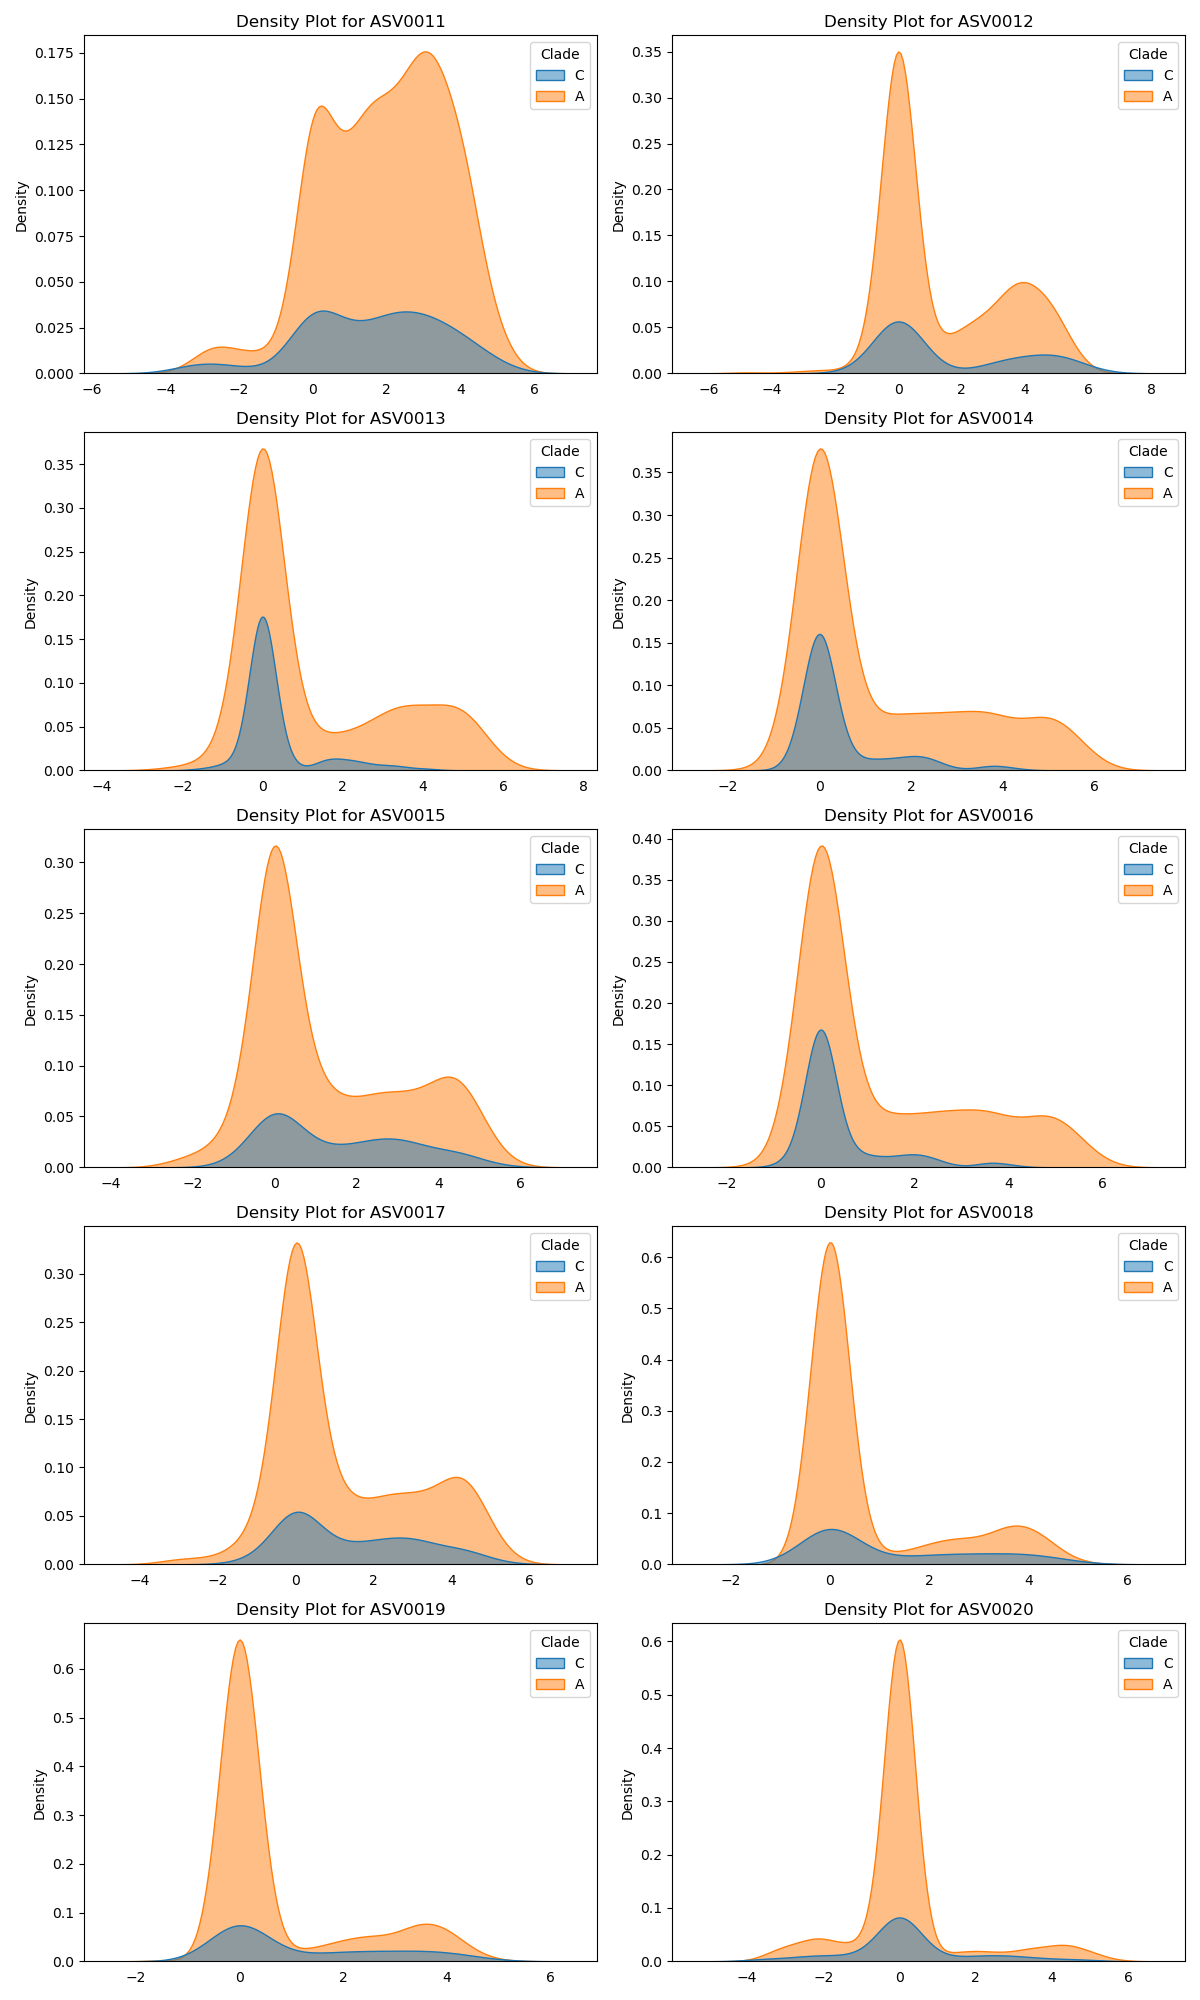 Density Plot for ASV0011
Density
0.175
0.150
0.125
0.100
0.075
0.050
0.025
0.000
−6 −4 −2 0 2 4 6
Clade
C
A
Density Plot for ASV0012
Density
0.35
0.30
0.25
0.20
0.15
0.10
0.05
0.00
−6 −4 −2 0 2 4 6 8
Clade
C
A
Density Plot for ASV0013
Density
0.35
0.30
0.25
0.20
0.15
0.10
0.05
0.00
−4 −2 0 2 4 6 8
Clade
C
A
Density Plot for ASV0014
Density
0.35
0.30
0.25
0.20
0.15
0.10
0.05
0.00
−2 0 2 4 6
Clade
C
A
Density Plot for ASV0015
Density
0.30
0.25
0.20
0.15
0.10
0.05
0.00
−4 −2 0 2 4 6
Clade
C
A
Density Plot for ASV0016
Density
0.40
0.35
0.30
0.25
0.20
0.15
0.10
0.05
0.00
−2 0 2 4 6
Clade
C
A
Density Plot for ASV0017
Density
0.30
0.25
0.20
0.15
0.10
0.05
0.00
−4 −2 0 2 4 6
Clade
C
A
Density Plot for ASV0018
Density
0.6
0.5
0.4
0.3
0.2
0.1
0.0
−2 0 2 4 6
Clade
C
A
Density Plot for ASV0019
Density
0.6
0.5
0.4
0.3
0.2
0.1
0.0
−2 0 2 4 6
Clade
C
A
Density Plot for ASV0020
Density
0.6
0.5
0.4
0.3
0.2
0.1
0.0
−4 −2 0 2 4 6
Clade
C
A